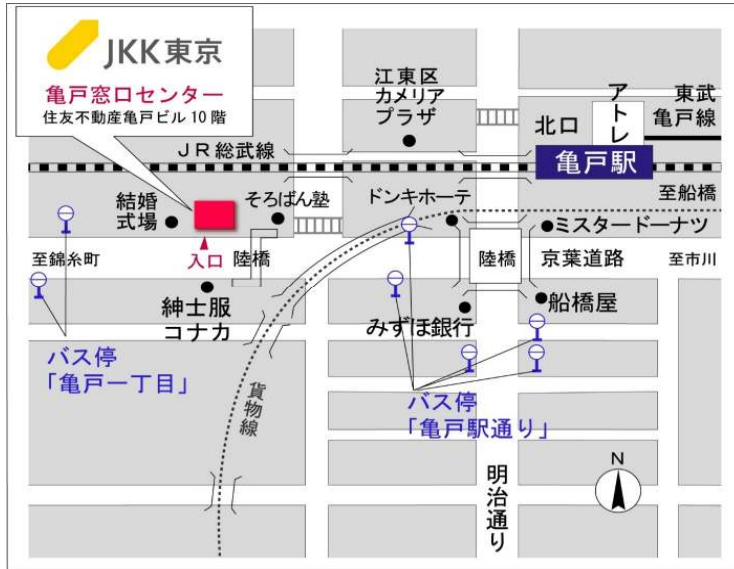 JKK東京
亀戸窓口センター
住友不動産亀戸ビル10階
江東区
カメリア
プラザ
アトレ
北口
東武
亀戸線
JR総武線
亀戸駅
至船橋
結婚
式場
そろばん塾
ドンキホーテ
ミスタードーナツ
至錦糸町
入口
陸橋
陸橋
京葉道路
至市川
紳士服
コナカ
みずほ銀行
船橋屋
バス停
「亀戸一丁目」
貨物線
バス停
「亀戸駅通り」
明治通り
N